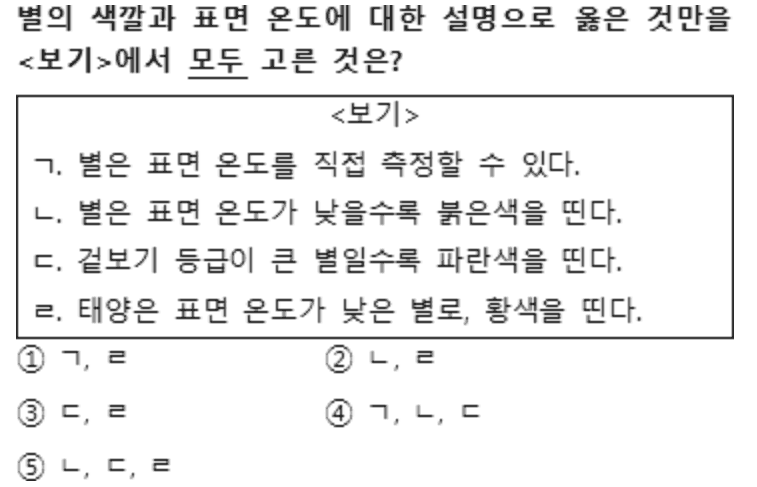 별의 색깔과 표면 온도에 대한 설명으로 옳은 것만을
<보기>에서 모두 고른 것은?
<보기>
ㄱ. 별은 표면 온도를 직접 측정할 수 있다.
ㄴ. 별은 표면 온도가 낮을수록 붉은색을 띤다.
ㄷ. 겉보기 등급이 큰 별일수록 파란색을 띤다.
ㄹ. 태양은 표면 온도가 낮은 별로, 황색을 띤다.
① ㄱ, ㄹ ② ㄴ, ㄹ
③ ㄷ, ㄹ ④ ㄱ, ㄴ, ㄷ
⑤ ㄴ, ㄷ, ㄹ